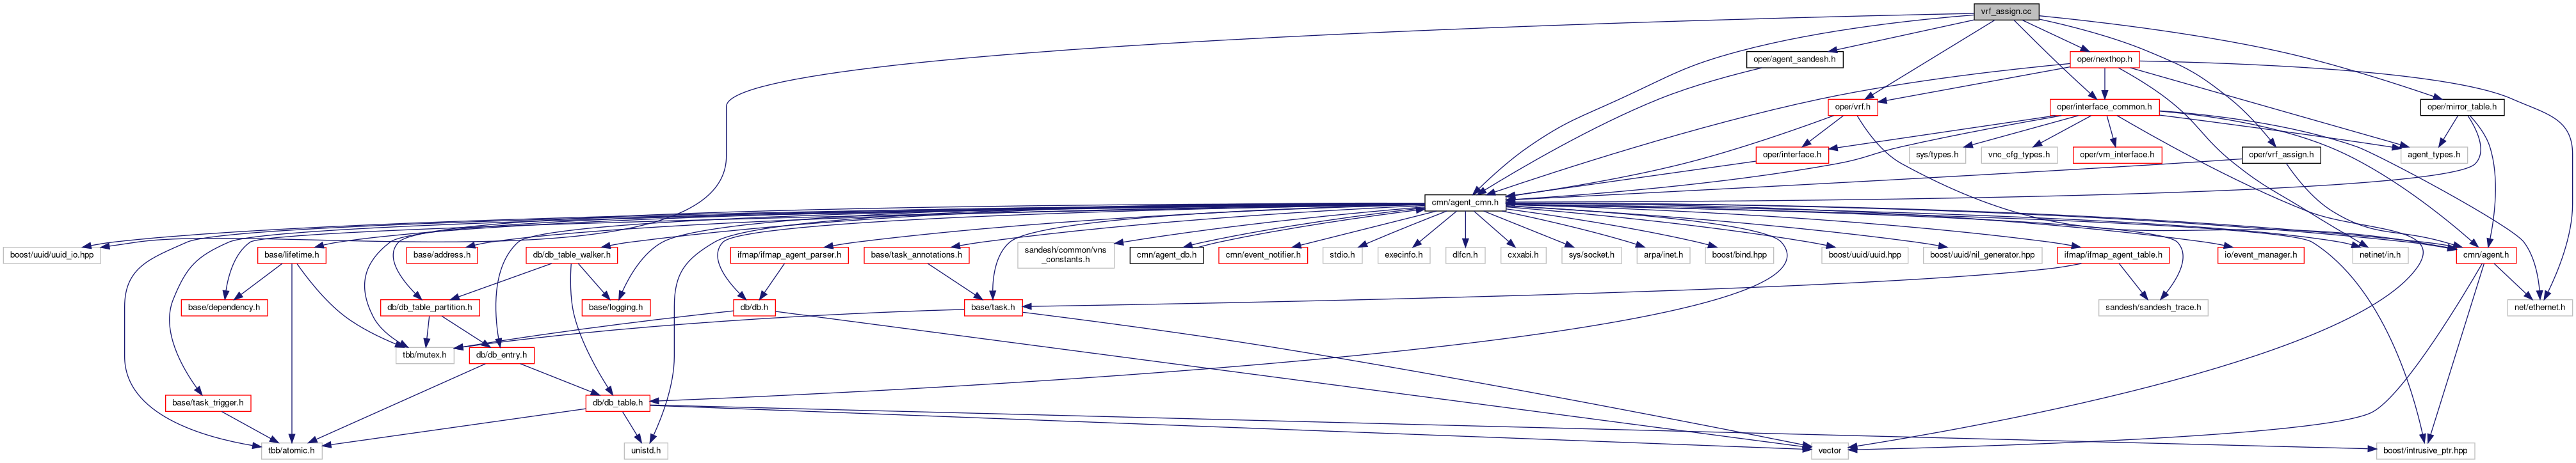 vrf_assign.cc
oper/agent_sandesh.h
oper/nexthop.h
oper/vrf.h
oper/interface_common.h
oper/mirror_table.h
oper/interface.h
sys/types.h
vnc_cfg_types.h
oper/vm_interface.h
oper/vrf_assign.h
agent_types.h
cmn/agent_cmn.h
boost/uuid/uuid_io.hpp
base/lifetime.h
base/address.h
db/db_table_walker.h
ifmap/ifmap_agent_parser.h
base/task_annotations.h
sandesh/common/vns
_constants.h
cmn/agent_db.h
cmn/event_notifier.h
stdio.h
execinfo.h
dlfcn.h
cxxabi.h
sys/socket.h
arpa/inet.h
boost/bind.hpp
boost/uuid/uuid.hpp
boost/uuid/nil_generator.hpp
ifmap/ifmap_agent_table.h
io/event_manager.h
netinet/in.h
cmn/agent.h
base/dependency.h
db/db_table_partition.h
base/logging.h
db/db.h
base/task.h
sandesh/sandesh_trace.h
net/ethernet.h
tbb/mutex.h
db/db_entry.h
base/task_trigger.h
db/db_table.h
tbb/atomic.h
unistd.h
vector
boost/intrusive_ptr.hpp